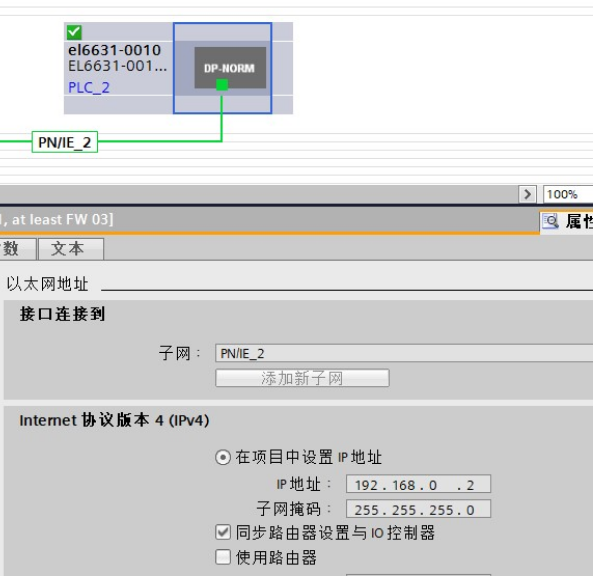 el6631-0010
EL6631-001...
DP-NORM
PLC_2
PN/IE_2
100%
, at least FW 03]
属性
数
文本
以太网地址
接口连接到
子网：
PN/IE_2
添加新子网
Internet 协议版本 4 (IPv4)
在项目中设置 IP 地址
IP 地址：
192 . 168 . 0 . 2
子网掩码：
255 . 255 . 255 . 0
同步路由器设置与 IO 控制器
使用路由器